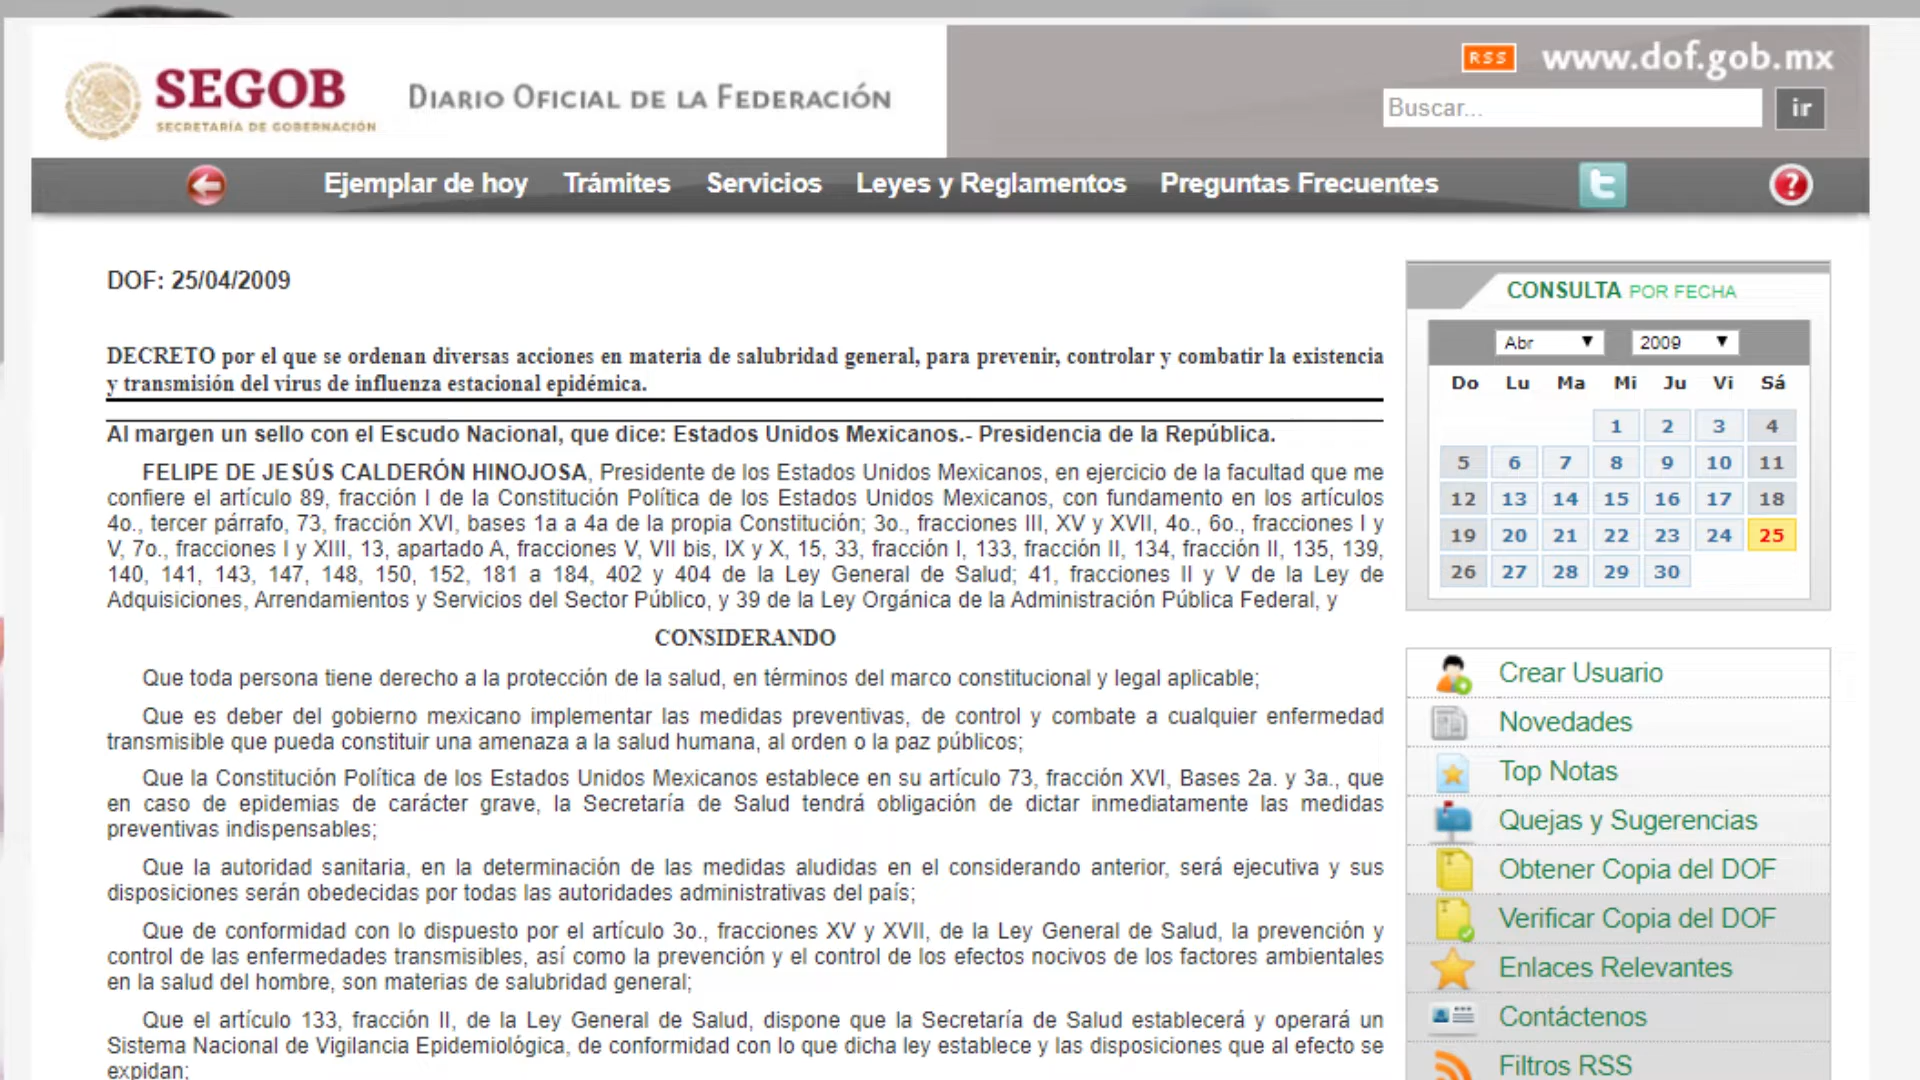 SEGOB
SECRETARÍA DE GOBERNACIÓN
DIARIO OFICIAL DE LA FEDERACIÓN
RSS
www.dof.gob.mx
Buscar...
ir
Ejemplar de hoy Trámites Servicios Leyes y Reglamentos Preguntas Frecuentes
t
?
DOF: 25/04/2009
DECRETO por el que se ordenan diversas acciones en materia de salubridad general, para prevenir, controlar y combatir la existencia
y transmisión del virus de influenza estacional epidémica.
Al margen un sello con el Escudo Nacional, que dice: Estados Unidos Mexicanos.- Presidencia de la República.
FELIPE DE JESÚS CALDERÓN HINOJOSA, Presidente de los Estados Unidos Mexicanos, en ejercicio de la facultad que me
confiere el artículo 89, fracción I de la Constitución Política de los Estados Unidos Mexicanos, con fundamento en los artículos
4o., tercer párrafo, 73, fracción XVI, bases 1a a 4a de la propia Constitución; 3o., fracciones III, XV y XVII, 4o., 6o., fracciones I y
V, 7o., fracciones I y XIII, 13, apartado A, fracciones V, VII bis, IX y X, 15, 33, fracción I, 133, fracción II, 134, fracción II, 135, 139,
140, 141, 143, 147, 148, 150, 152, 181 a 184, 402 y 404 de la Ley General de Salud; 41, fracciones II y V de la Ley de
Adquisiciones, Arrendamientos y Servicios del Sector Público, y 39 de la Ley Orgánica de la Administración Pública Federal, y
CONSIDERANDO
Que toda persona tiene derecho a la protección de la salud, en términos del marco constitucional y legal aplicable;
Que es deber del gobierno mexicano implementar las medidas preventivas, de control y combate a cualquier enfermedad
transmisible que pueda constituir una amenaza a la salud humana, al orden o la paz públicos;
Que la Constitución Política de los Estados Unidos Mexicanos establece en su artículo 73, fracción XVI, Bases 2a. y 3a., que
en caso de epidemias de carácter grave, la Secretaría de Salud tendrá obligación de dictar inmediatamente las medidas
preventivas indispensables;
Que la autoridad sanitaria, en la determinación de las medidas aludidas en el considerando anterior, será ejecutiva y sus
disposiciones serán obedecidas por todas las autoridades administrativas del país;
Que de conformidad con lo dispuesto por el artículo 3o., fracciones XV y XVII, de la Ley General de Salud, la prevención y
control de las enfermedades transmisibles, así como la prevención y el control de los efectos nocivos de los factores ambientales
en la salud del hombre, son materias de salubridad general;
Que el artículo 133, fracción II, de la Ley General de Salud, dispone que la Secretaría de Salud establecerá y operará un
Sistema Nacional de Vigilancia Epidemiológica, de conformidad con lo que dicha ley establece y las disposiciones que al efecto se
expidan;
CONSULTA POR FECHA
Abr 2009
Do Lu Ma Mi Ju Vi Sá
1 2 3 4
5 6 7 8 9 10 11
12 13 14 15 16 17 18
19 20 21 22 23 24 25
26 27 28 29 30
Crear Usuario
Novedades
Top Notas
Quejas y Sugerencias
Obtener Copia del DOF
Verificar Copia del DOF
Enlaces Relevantes
Contáctenos
Filtros RSS